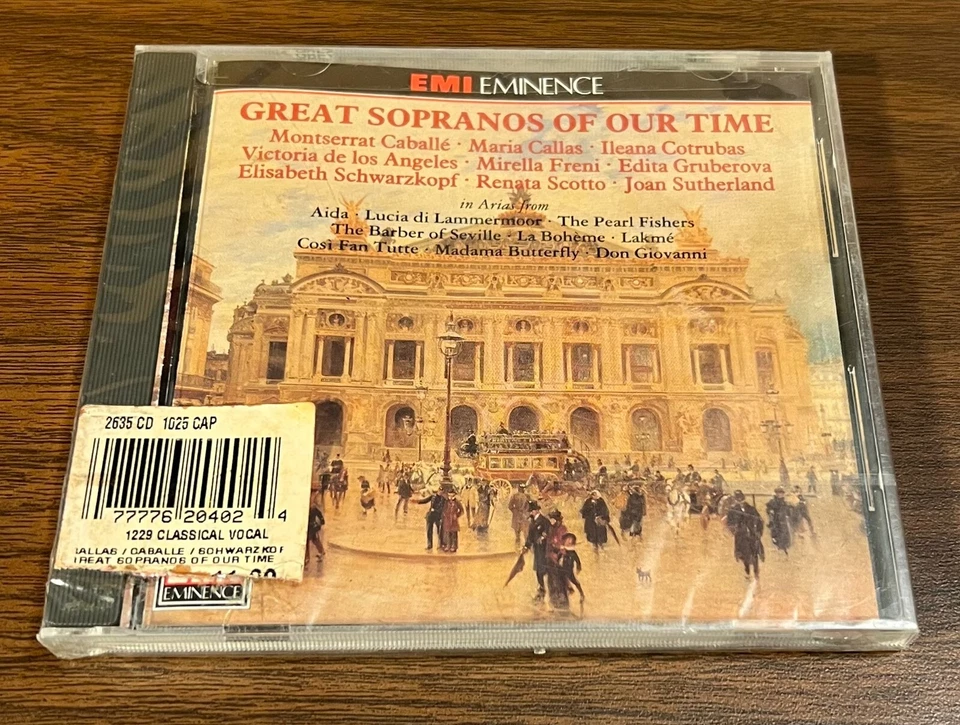 EMI EMINENCE
GREAT SOPRANOS OF OUR TIME
Montserrat Caballé · Maria Callas · Ileana Cotrubas
Victoria de los Angeles · Mirella Freni · Edita Gruberova
Elisabeth Schwarzkopf · Renata Scotto · Joan Sutherland
in Arias from
Aida · Lucia di Lammermoor · The Pearl Fishers
The Barber of Seville · La Boheme · Lakmé
Così Fan Tutte · Madama Butterfly · Don Giovanni
2635 CD 1025 CAP
77776 20402 4
1229 CLASSICAL VOCAL
ALLAS / CABALLE / SCHWARZKOF
REAT SOPRANOS OF OUR TIME
EMINENCE